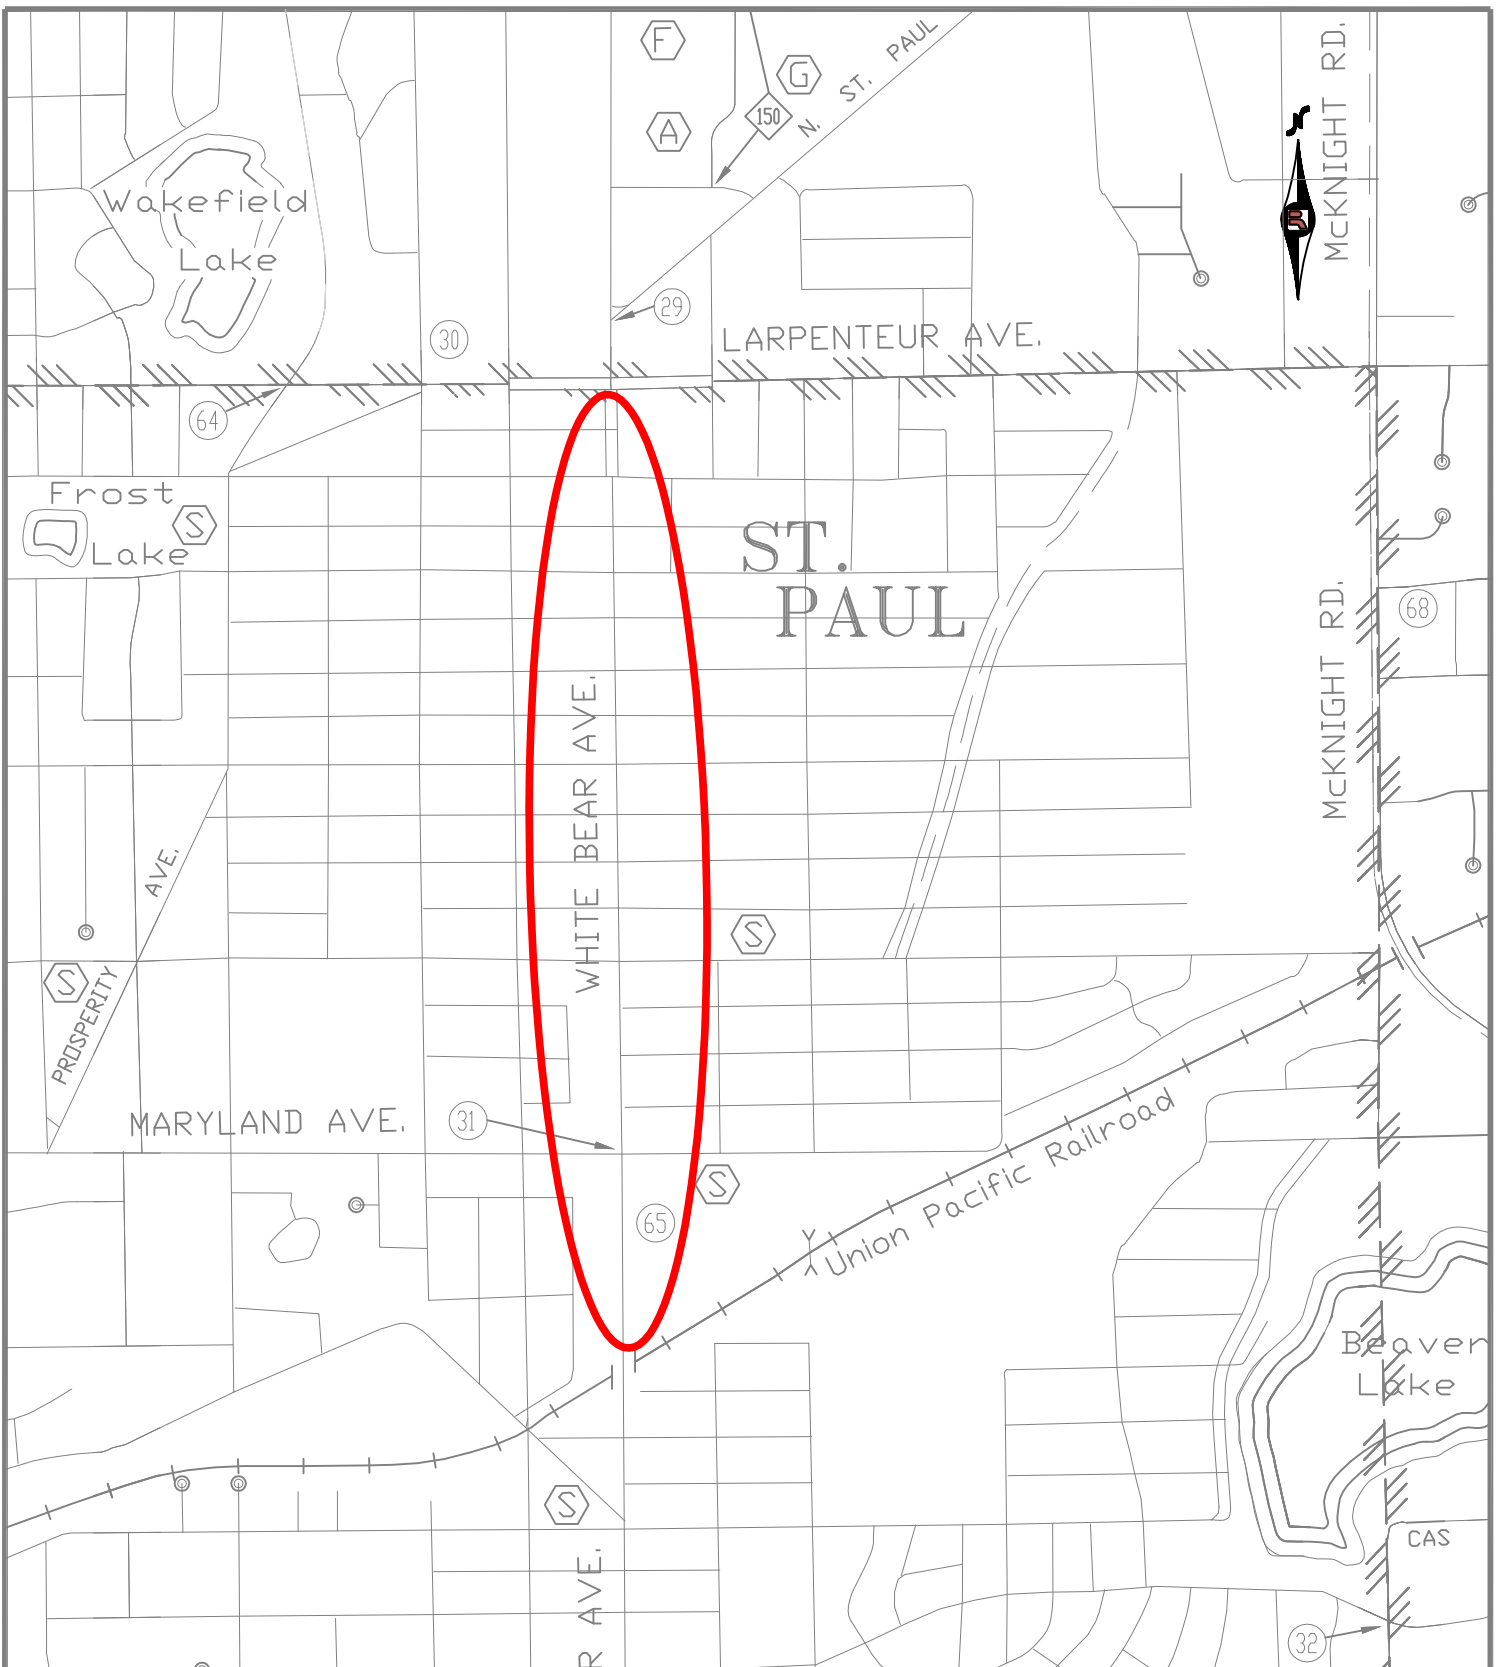 F
G
A
150
N. ST. PAUL
McKNIGHT RD.
Wakefield
Lake
29
30
LARPENTEUR AVE.
64
Frost
Lake
S
ST.
PAUL
68
McKNIGHT RD.
WHITE BEAR AVE.
PROSPERITY AVE.
S
S
MARYLAND AVE.
31
S
65
Union Pacific Railroad
Beaver
Lake
S
CAS
R AVE.
32